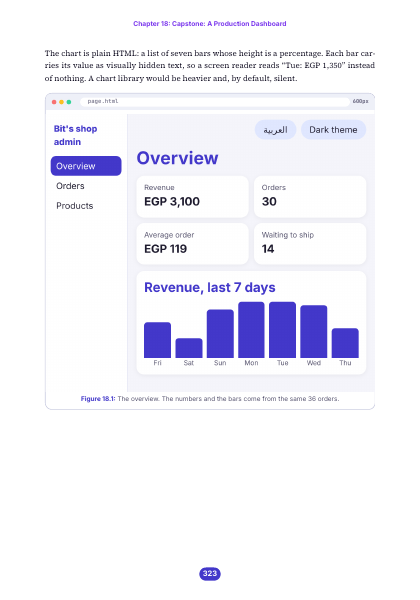 Chapter 18: Capstone: A Production Dashboard
The chart is plain HTML: a list of seven bars whose height is a percentage. Each bar car-
ries its value as visually hidden text, so a screen reader reads “Tue: EGP 1,350” instead
of nothing. A chart library would be heavier and, by default, silent.
page.html
600px
Bit's shop
admin
العربية
Dark theme
Overview
Orders
Products
Overview
Revenue
EGP 3,100
Orders
30
Average order
EGP 119
Waiting to ship
14
Revenue, last 7 days
Fri Sat Sun Mon Tue Wed Thu
Figure 18.1: The overview. The numbers and the bars come from the same 36 orders.
323